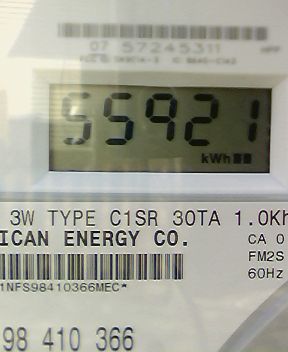 07 57245311
55921
kWh
3W TYPE C1SR 30TA 1.0Kh
ICAN ENERGY CO.
CA 0
FM2S
60Hz
1NFS98410366MEC*
98 410 366